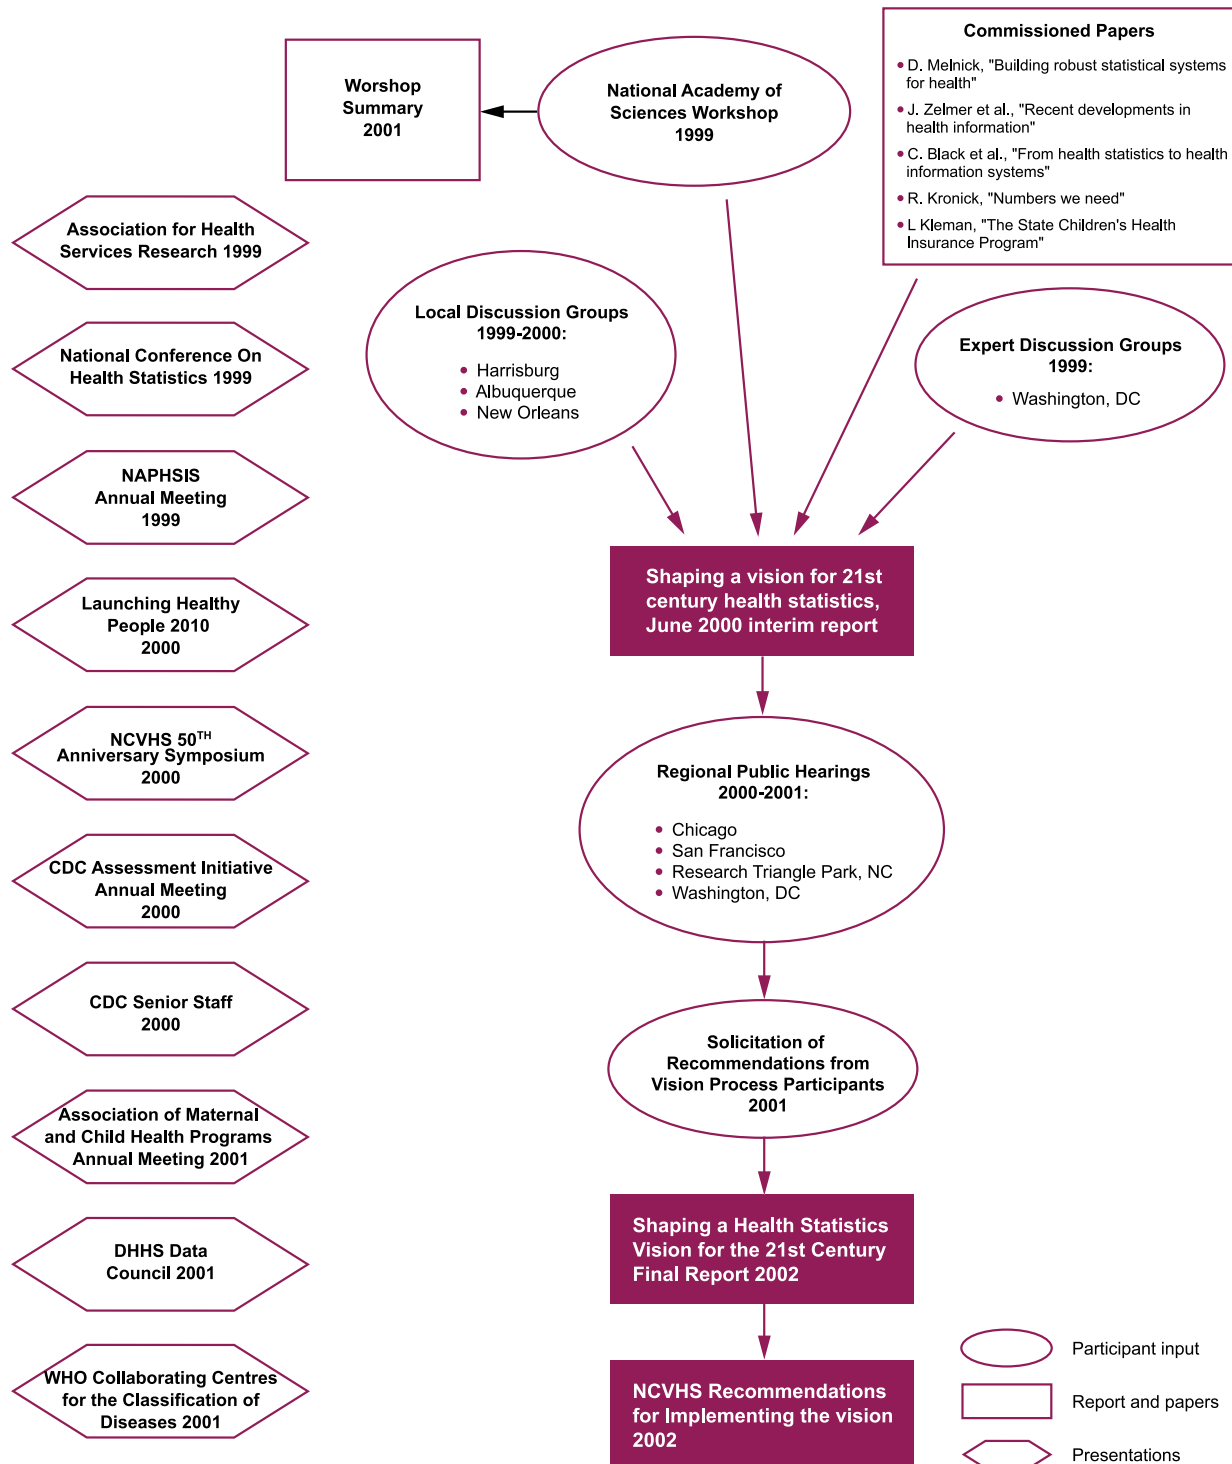 Worshop
Summary
2001
National Academy of
Sciences Workshop
1999
Commissioned Papers
• D. Melnick, "Building robust statistical systems
for health"
• J. Zelmer et al., "Recent developments in
health information"
• C. Black et al., "From health statistics to health
information systems"
• R. Kronick, "Numbers we need"
• L Kleman, "The State Children's Health
Insurance Program"
Association for Health
Services Research 1999
National Conference On
Health Statistics 1999
NAPHSIS
Annual Meeting
1999
Launching Healthy
People 2010
2000
NCVHS 50TH
Anniversary Symposium
2000
CDC Assessment Initiative
Annual Meeting
2000
CDC Senior Staff
2000
Association of Maternal
and Child Health Programs
Annual Meeting 2001
DHHS Data
Council 2001
WHO Collaborating Centres
for the Classification of
Diseases 2001
Local Discussion Groups
1999-2000:
• Harrisburg
• Albuquerque
• New Orleans
Expert Discussion Groups
1999:
• Washington, DC
Shaping a vision for 21st
century health statistics,
June 2000 interim report
Regional Public Hearings
2000-2001:
• Chicago
• San Francisco
• Research Triangle Park, NC
• Washington, DC
Solicitation of
Recommendations from
Vision Process Participants
2001
Shaping a Health Statistics
Vision for the 21st Century
Final Report 2002
NCVHS Recommendations
for Implementing the vision
2002
Participant input
Report and papers
Presentations